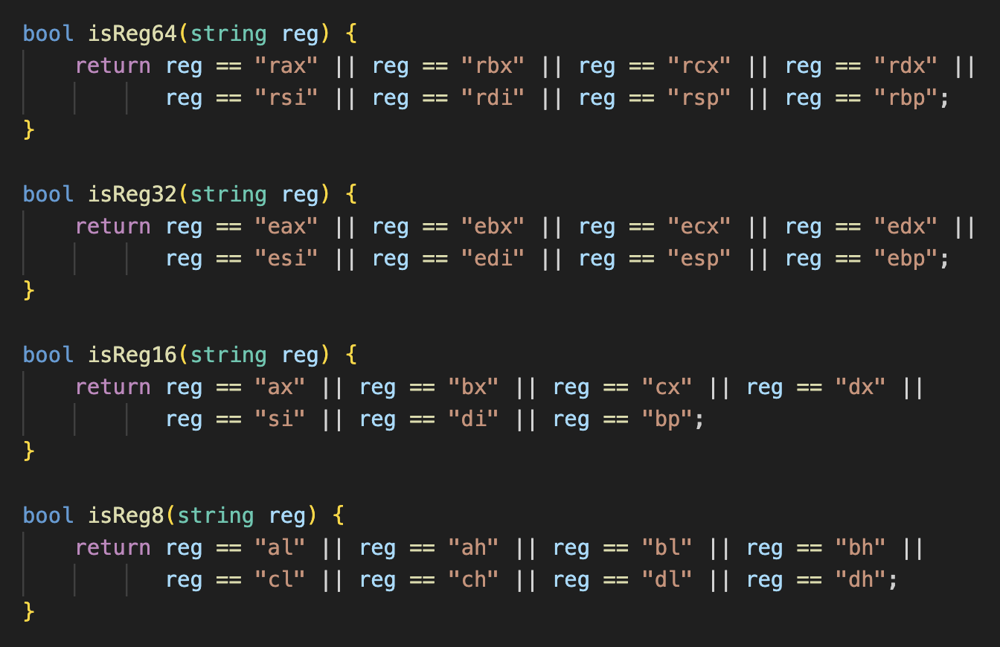 bool isReg64(string reg) {
    return reg == "rax" || reg == "rbx" || reg == "rcx" || reg == "rdx" ||
           reg == "rsi" || reg == "rdi" || reg == "rsp" || reg == "rbp";
}

bool isReg32(string reg) {
    return reg == "eax" || reg == "ebx" || reg == "ecx" || reg == "edx" ||
           reg == "esi" || reg == "edi" || reg == "esp" || reg == "ebp";
}

bool isReg16(string reg) {
    return reg == "ax" || reg == "bx" || reg == "cx" || reg == "dx" ||
           reg == "si" || reg == "di" || reg == "bp";
}

bool isReg8(string reg) {
    return reg == "al" || reg == "ah" || reg == "bl" || reg == "bh" ||
           reg == "cl" || reg == "ch" || reg == "dl" || reg == "dh";
}